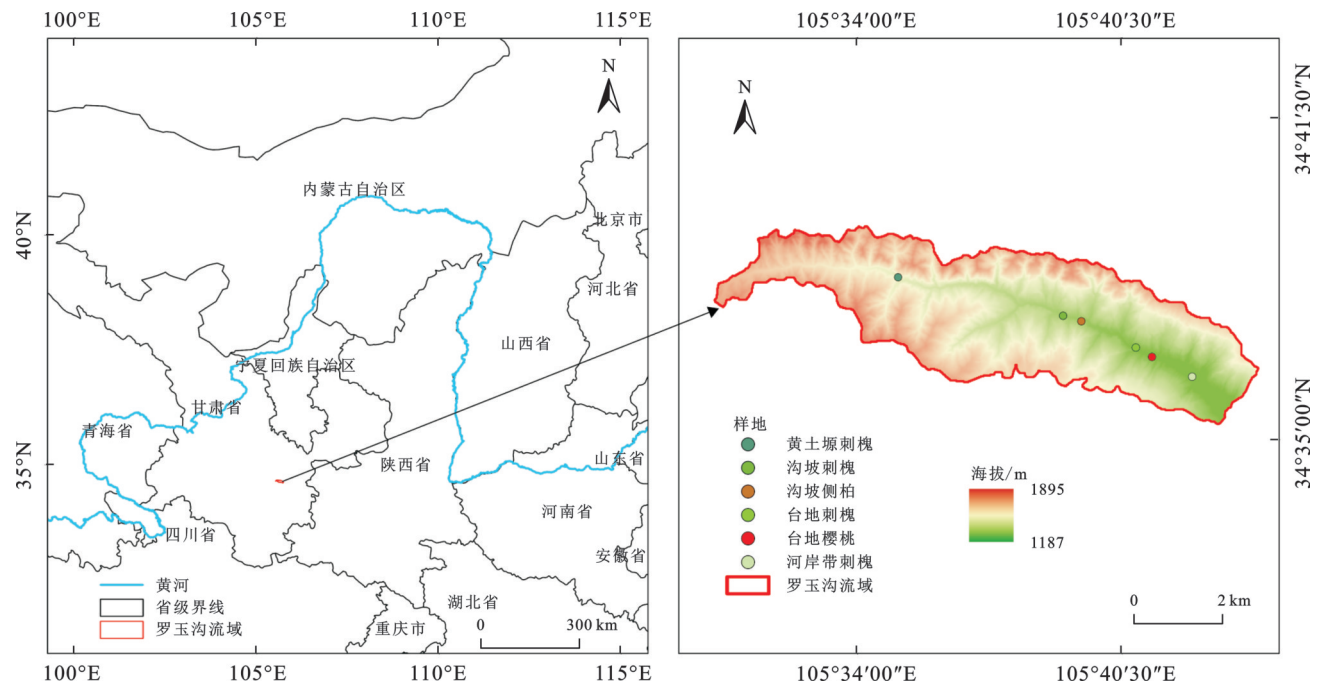 100°E
105°E
110°E
115°E
40°N
35°N
N
内蒙古自治区
北京市
河北省
山西省
宁夏回族自治区
甘肃省
青海省
陕西省
山东省
河南省
四川省
安徽省
湖北省
重庆市
黄河
省级界线
罗玉沟流域
0
300 km
100°E
105°E
110°E
115°E
105°34′00″E
105°40′30″E
N
34°41′30″N
34°35′00″N
样地
黄土塬刺槐
沟坡刺槐
沟坡侧柏
台地刺槐
台地樱桃
河岸带刺槐
罗玉沟流域
海拔/m
1895
1187
0
2 km
105°34′00″E
105°40′30″E